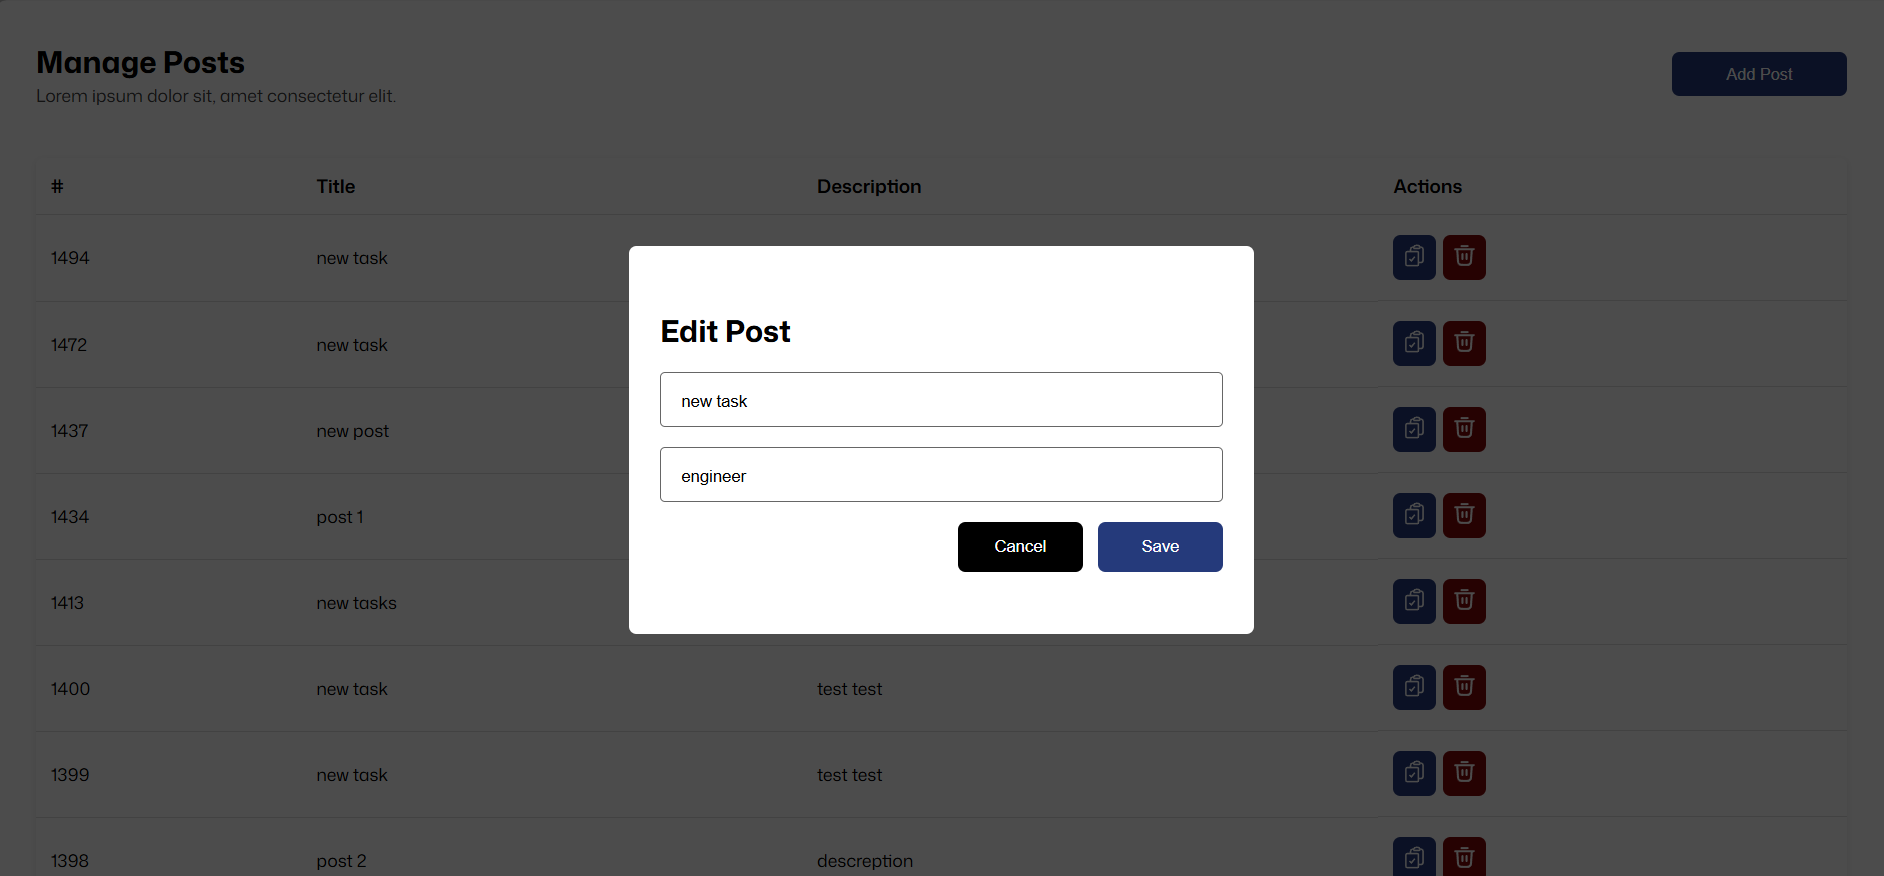 Manage Posts
Lorem ipsum dolor sit, amet consectetur elit.
Add Post
# Title Description Actions
1494 new task
1472 new task
1437 new post
1434 post 1
1413 new tasks
1400 new task test test
1399 new task test test
1398 post 2 descreption
Edit Post
new task
engineer
Cancel Save